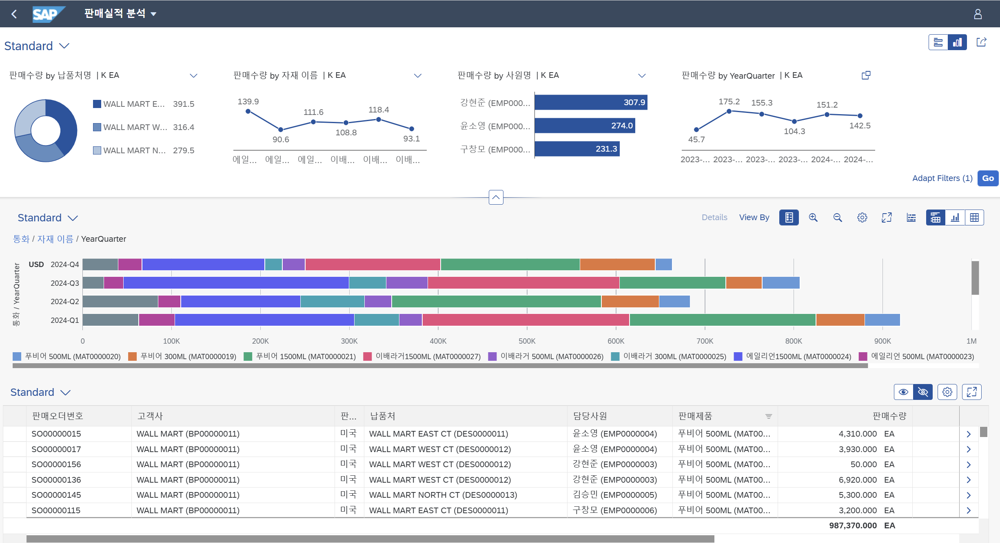 SAP 판매실적 분석
Standard
판매수량 by 납품처명 | K EA
WALL MART E... 391.5
WALL MART W... 316.4
WALL MART N... 279.5
판매수량 by 자재 이름 | K EA
139.9 90.6 111.6 108.8 118.4 93.1
에일... 에일... 에일... 이배... 이배... 이배...
판매수량 by 사원명 | K EA
강현준 (EMP000... 307.9
윤소영 (EMP000... 274.0
구창모 (EMP000... 231.3
판매수량 by YearQuarter | K EA
45.7 175.2 155.3 104.3 151.2 142.5
2023-... 2023-... 2023-... 2023-... 2024-... 2024-...
Adapt Filters (1) Go
Standard Details View By
통화 / 자재 이름 / YearQuarter
통화 / YearQuarter
USD 2024-Q4
2024-Q3
2024-Q2
2024-Q1
0 100K 200K 300K 400K 500K 600K 700K 800K 900K 1M
푸비어 500ML (MAT0000020) 푸비어 300ML (MAT0000019) 푸비어 1500ML (MAT0000021) 이배라거1500ML (MAT0000027) 이배라거 500ML (MAT0000026) 이배라거 300ML (MAT0000025) 에일리언1500ML (MAT0000024) 에일리언 500ML (MAT0000023)
Standard
판매오더번호 고객사 판... 납품처 담당사원 판매제품 판매수량
SO00000015 WALL MART (BP00000011) 미국 WALL MART EAST CT (DES0000011) 윤소영 (EMP0000004) 푸비어 500ML (MAT00... 4,310.000 EA
SO00000017 WALL MART (BP00000011) 미국 WALL MART WEST CT (DES0000012) 윤소영 (EMP0000004) 푸비어 500ML (MAT00... 3,930.000 EA
SO00000156 WALL MART (BP00000011) 미국 WALL MART WEST CT (DES0000012) 강현준 (EMP0000003) 푸비어 500ML (MAT00... 50.000 EA
SO00000136 WALL MART (BP00000011) 미국 WALL MART WEST CT (DES0000012) 강현준 (EMP0000003) 푸비어 500ML (MAT00... 6,920.000 EA
SO00000145 WALL MART (BP00000011) 미국 WALL MART NORTH CT (DES0000013) 김승민 (EMP0000005) 푸비어 500ML (MAT00... 5,300.000 EA
SO00000115 WALL MART (BP00000011) 미국 WALL MART EAST CT (DES0000011) 구창모 (EMP0000006) 푸비어 500ML (MAT00... 3,200.000 EA
987,370.000 EA